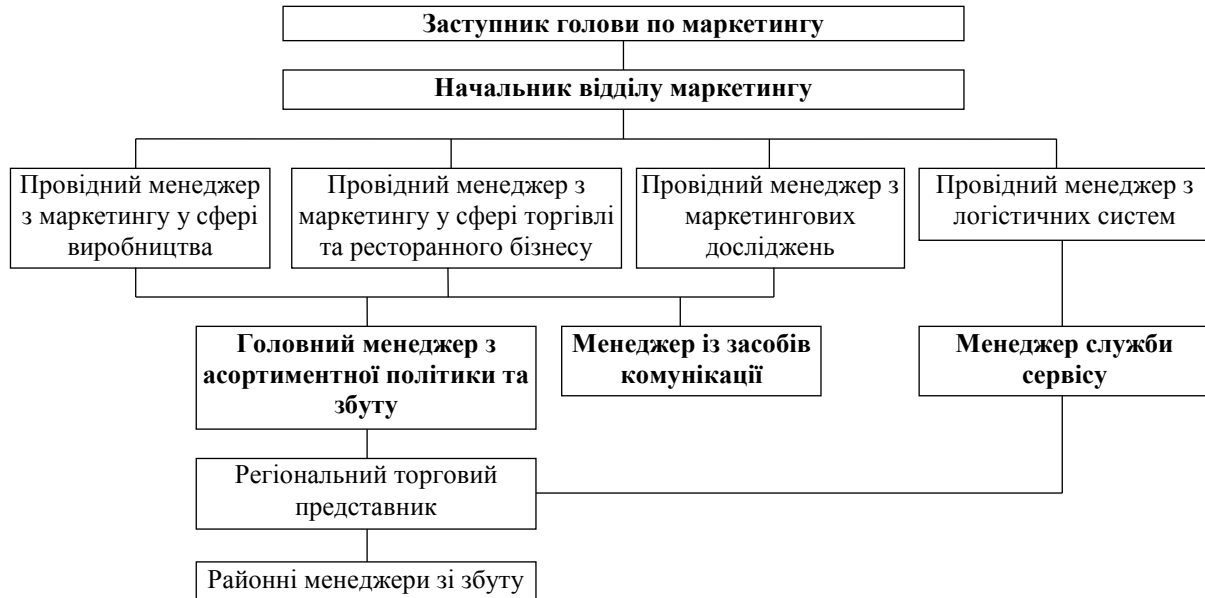 Заступник голови по маркетингу
Начальник відділу маркетингу
Провідний менеджер
з маркетингу у сфері
виробництва
Провідний менеджер з
маркетингу у сфері торгівлі
та ресторанного бізнесу
Провідний менеджер з
маркетингових
досліджень
Провідний менеджер з
логістичних систем
Головний менеджер з
асортиментної політики та
збуту
Менеджер із засобів
комунікації
Менеджер служби
сервісу
Регіональний торговий
представник
Районні менеджери зі збуту